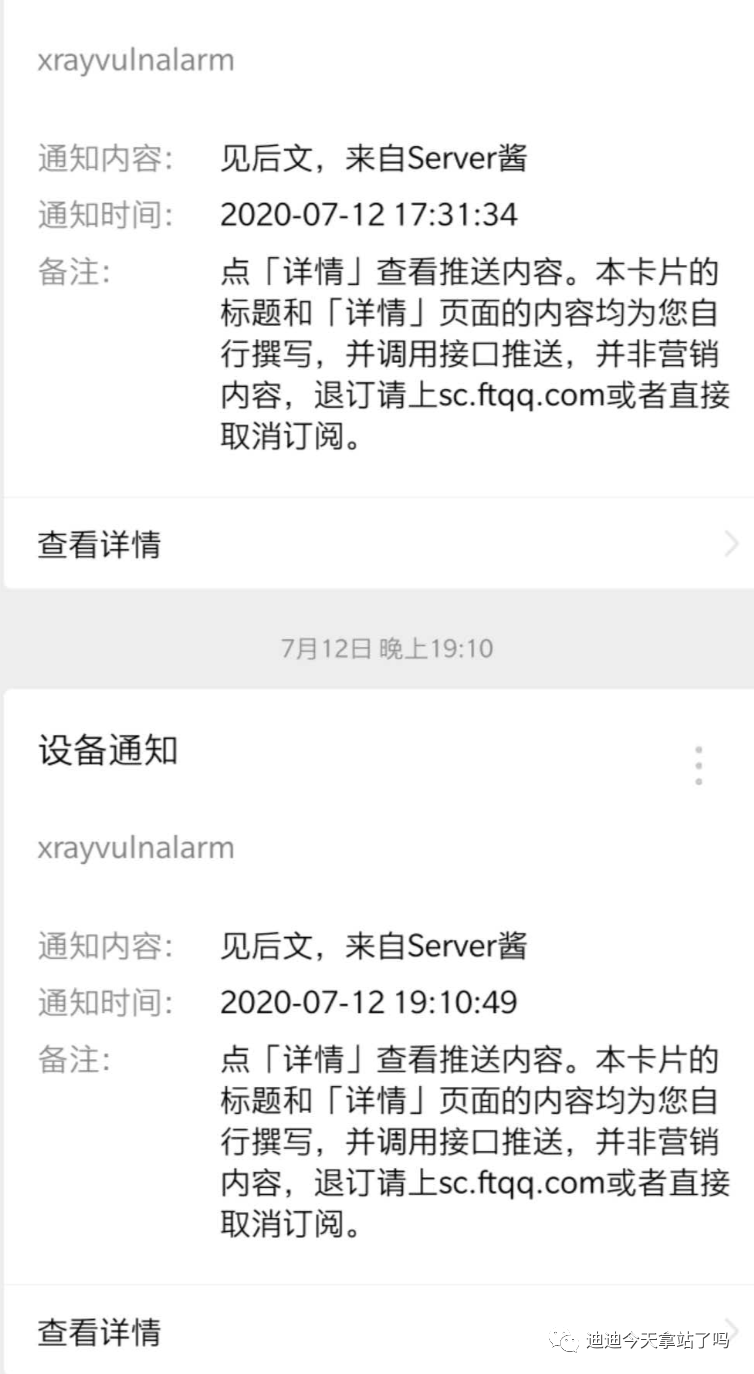 xrayvulnalarm
通知内容： 见后文，来自Server酱
通知时间： 2020-07-12 17:31:34
备注： 点「详情」查看推送内容。本卡片的
标题和「详情」页面的内容均为您自
行撰写，并调用接口推送，并非营销
内容，退订请上sc.ftqq.com或者直接
取消订阅。
查看详情
7月12日 晚上19:10
设备通知
xrayvulnalarm
通知内容： 见后文，来自Server酱
通知时间： 2020-07-12 19:10:49
备注： 点「详情」查看推送内容。本卡片的
标题和「详情」页面的内容均为您自
行撰写，并调用接口推送，并非营销
内容，退订请上sc.ftqq.com或者直接
取消订阅。
查看详情
迪迪今天拿站了吗